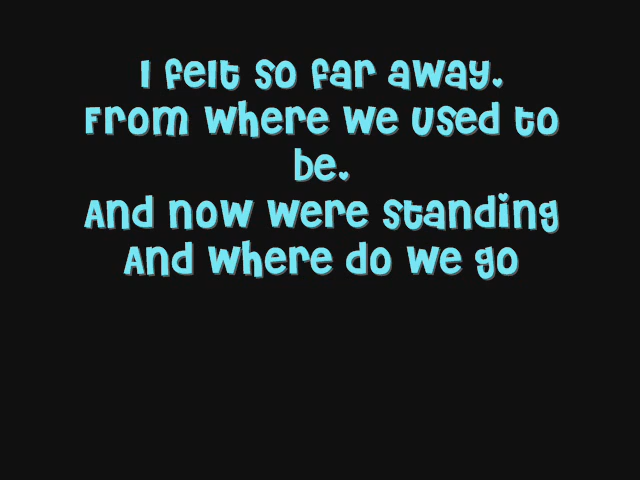 I felt so far away.
From where we used to
be.
And now were standing
And where do we go